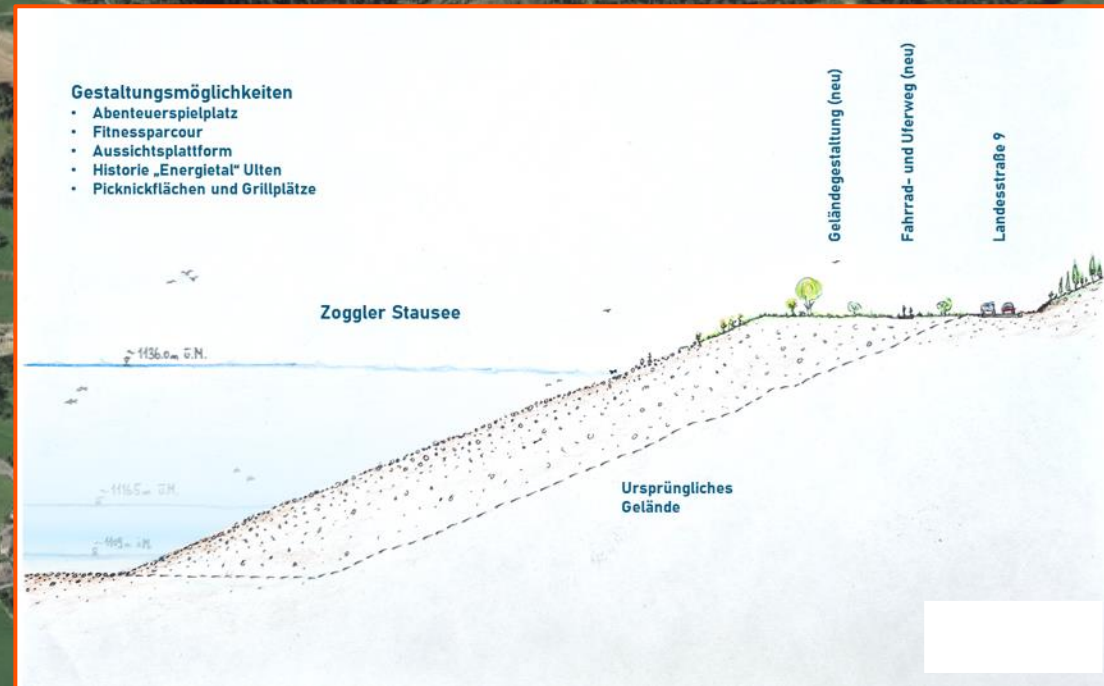 Gestaltungsmöglichkeiten
• Abenteuerspielplatz
• Fitnessparcour
• Aussichtsplattform
• Historie „Energietal“ Ulten
• Picknickflächen und Grillplätze
Geländegestaltung (neu)
Fahrrad- und Uferweg (neu)
Landesstraße 9
Zoggler Stausee
~1136.0m ü.M.
ü.M.
Ursprüngliches
Gelände